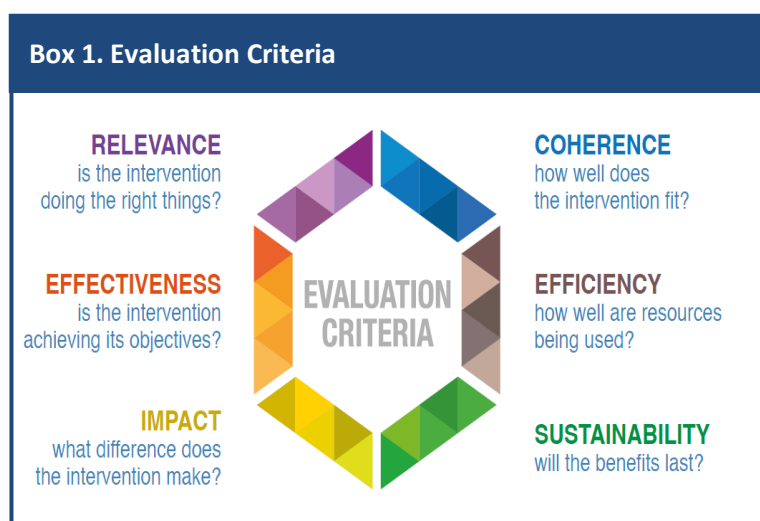 Box 1. Evaluation Criteria
RELEVANCE
is the intervention
doing the right things?
COHERENCE
how well does
the intervention fit?
EFFECTIVENESS
is the intervention
achieving its objectives?
EVALUATION
CRITERIA
EFFICIENCY
how well are resources
being used?
IMPACT
what difference does
the intervention make?
SUSTAINABILITY
will the benefits last?